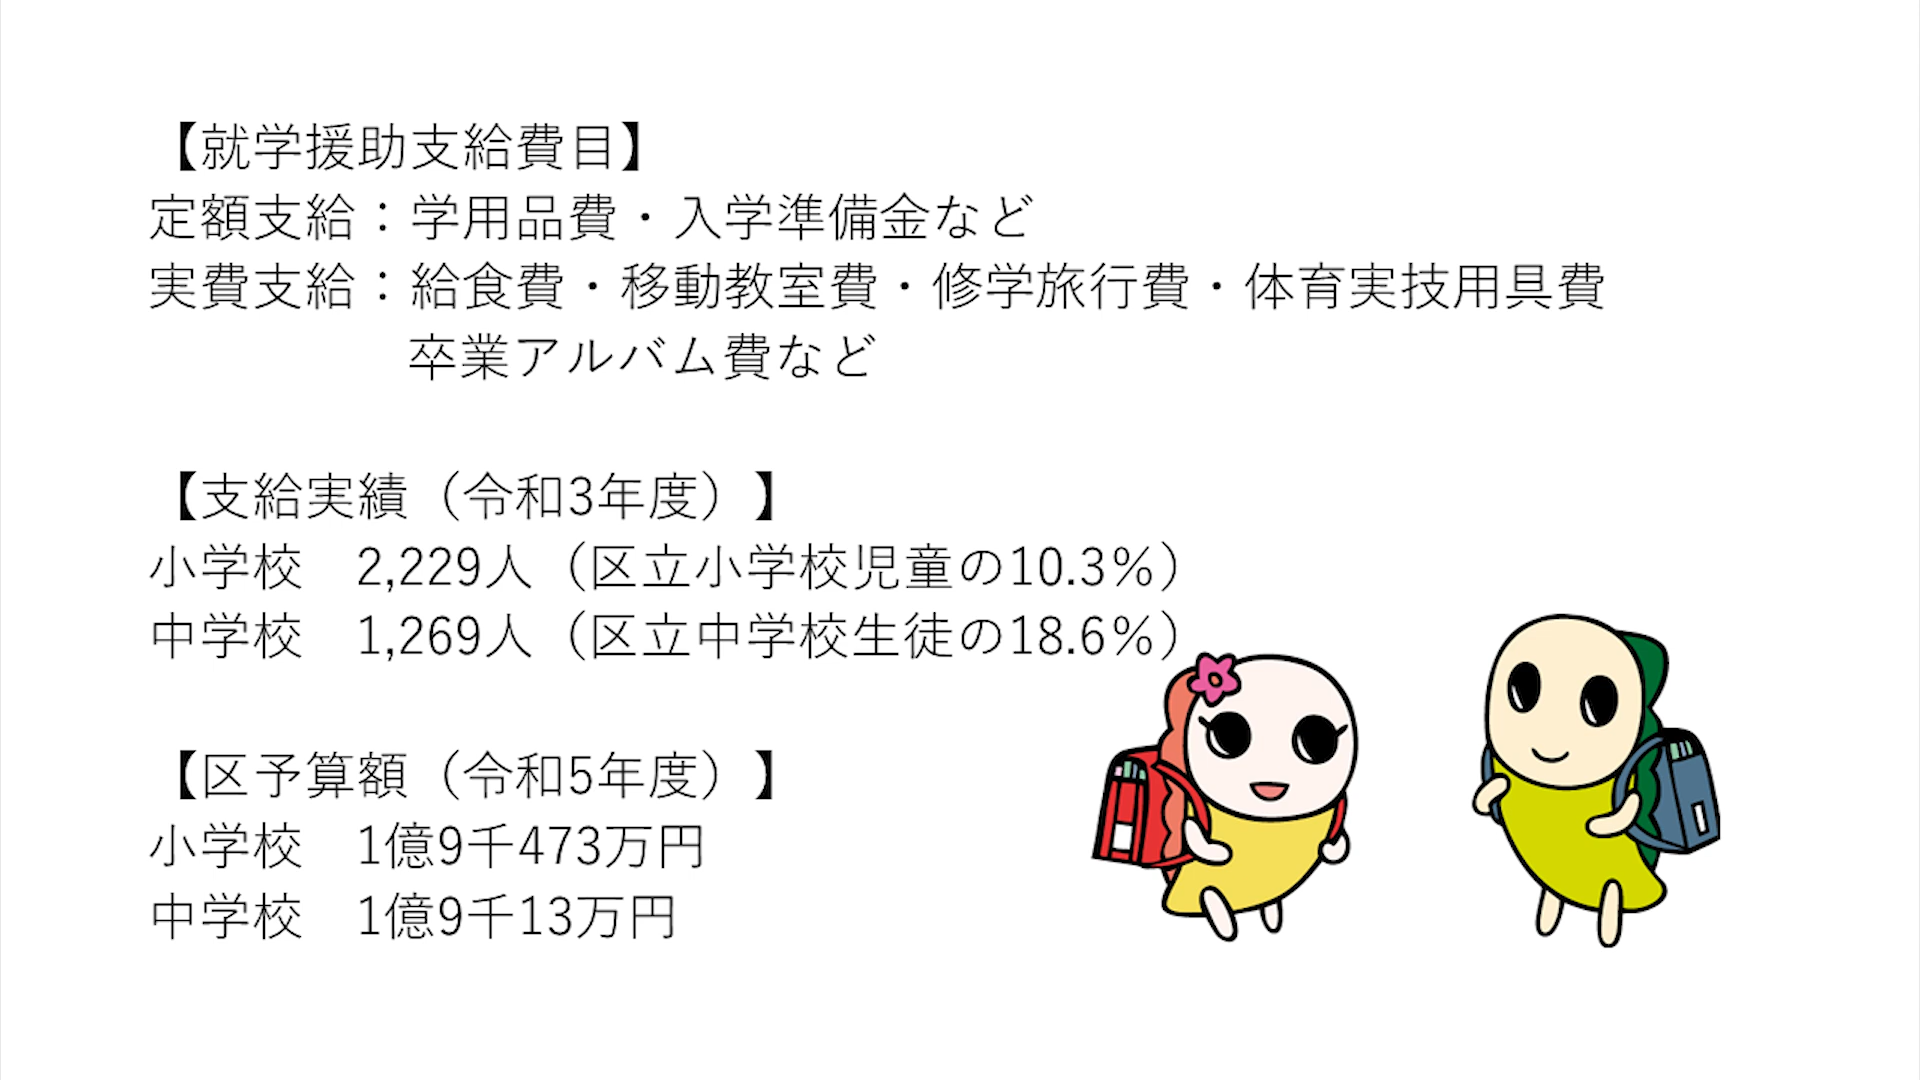 【就学援助支給費目】
定額支給：学用品費・入学準備金など
実費支給：給食費・移動教室費・修学旅行費・体育実技用具費
卒業アルバム費など
【支給実績（令和3年度）】
小学校　2,229人（区立小学校児童の10.3%）
中学校　1,269人（区立中学校生徒の18.6%）
【区予算額（令和5年度）】
小学校　1億9千473万円
中学校　1億9千13万円